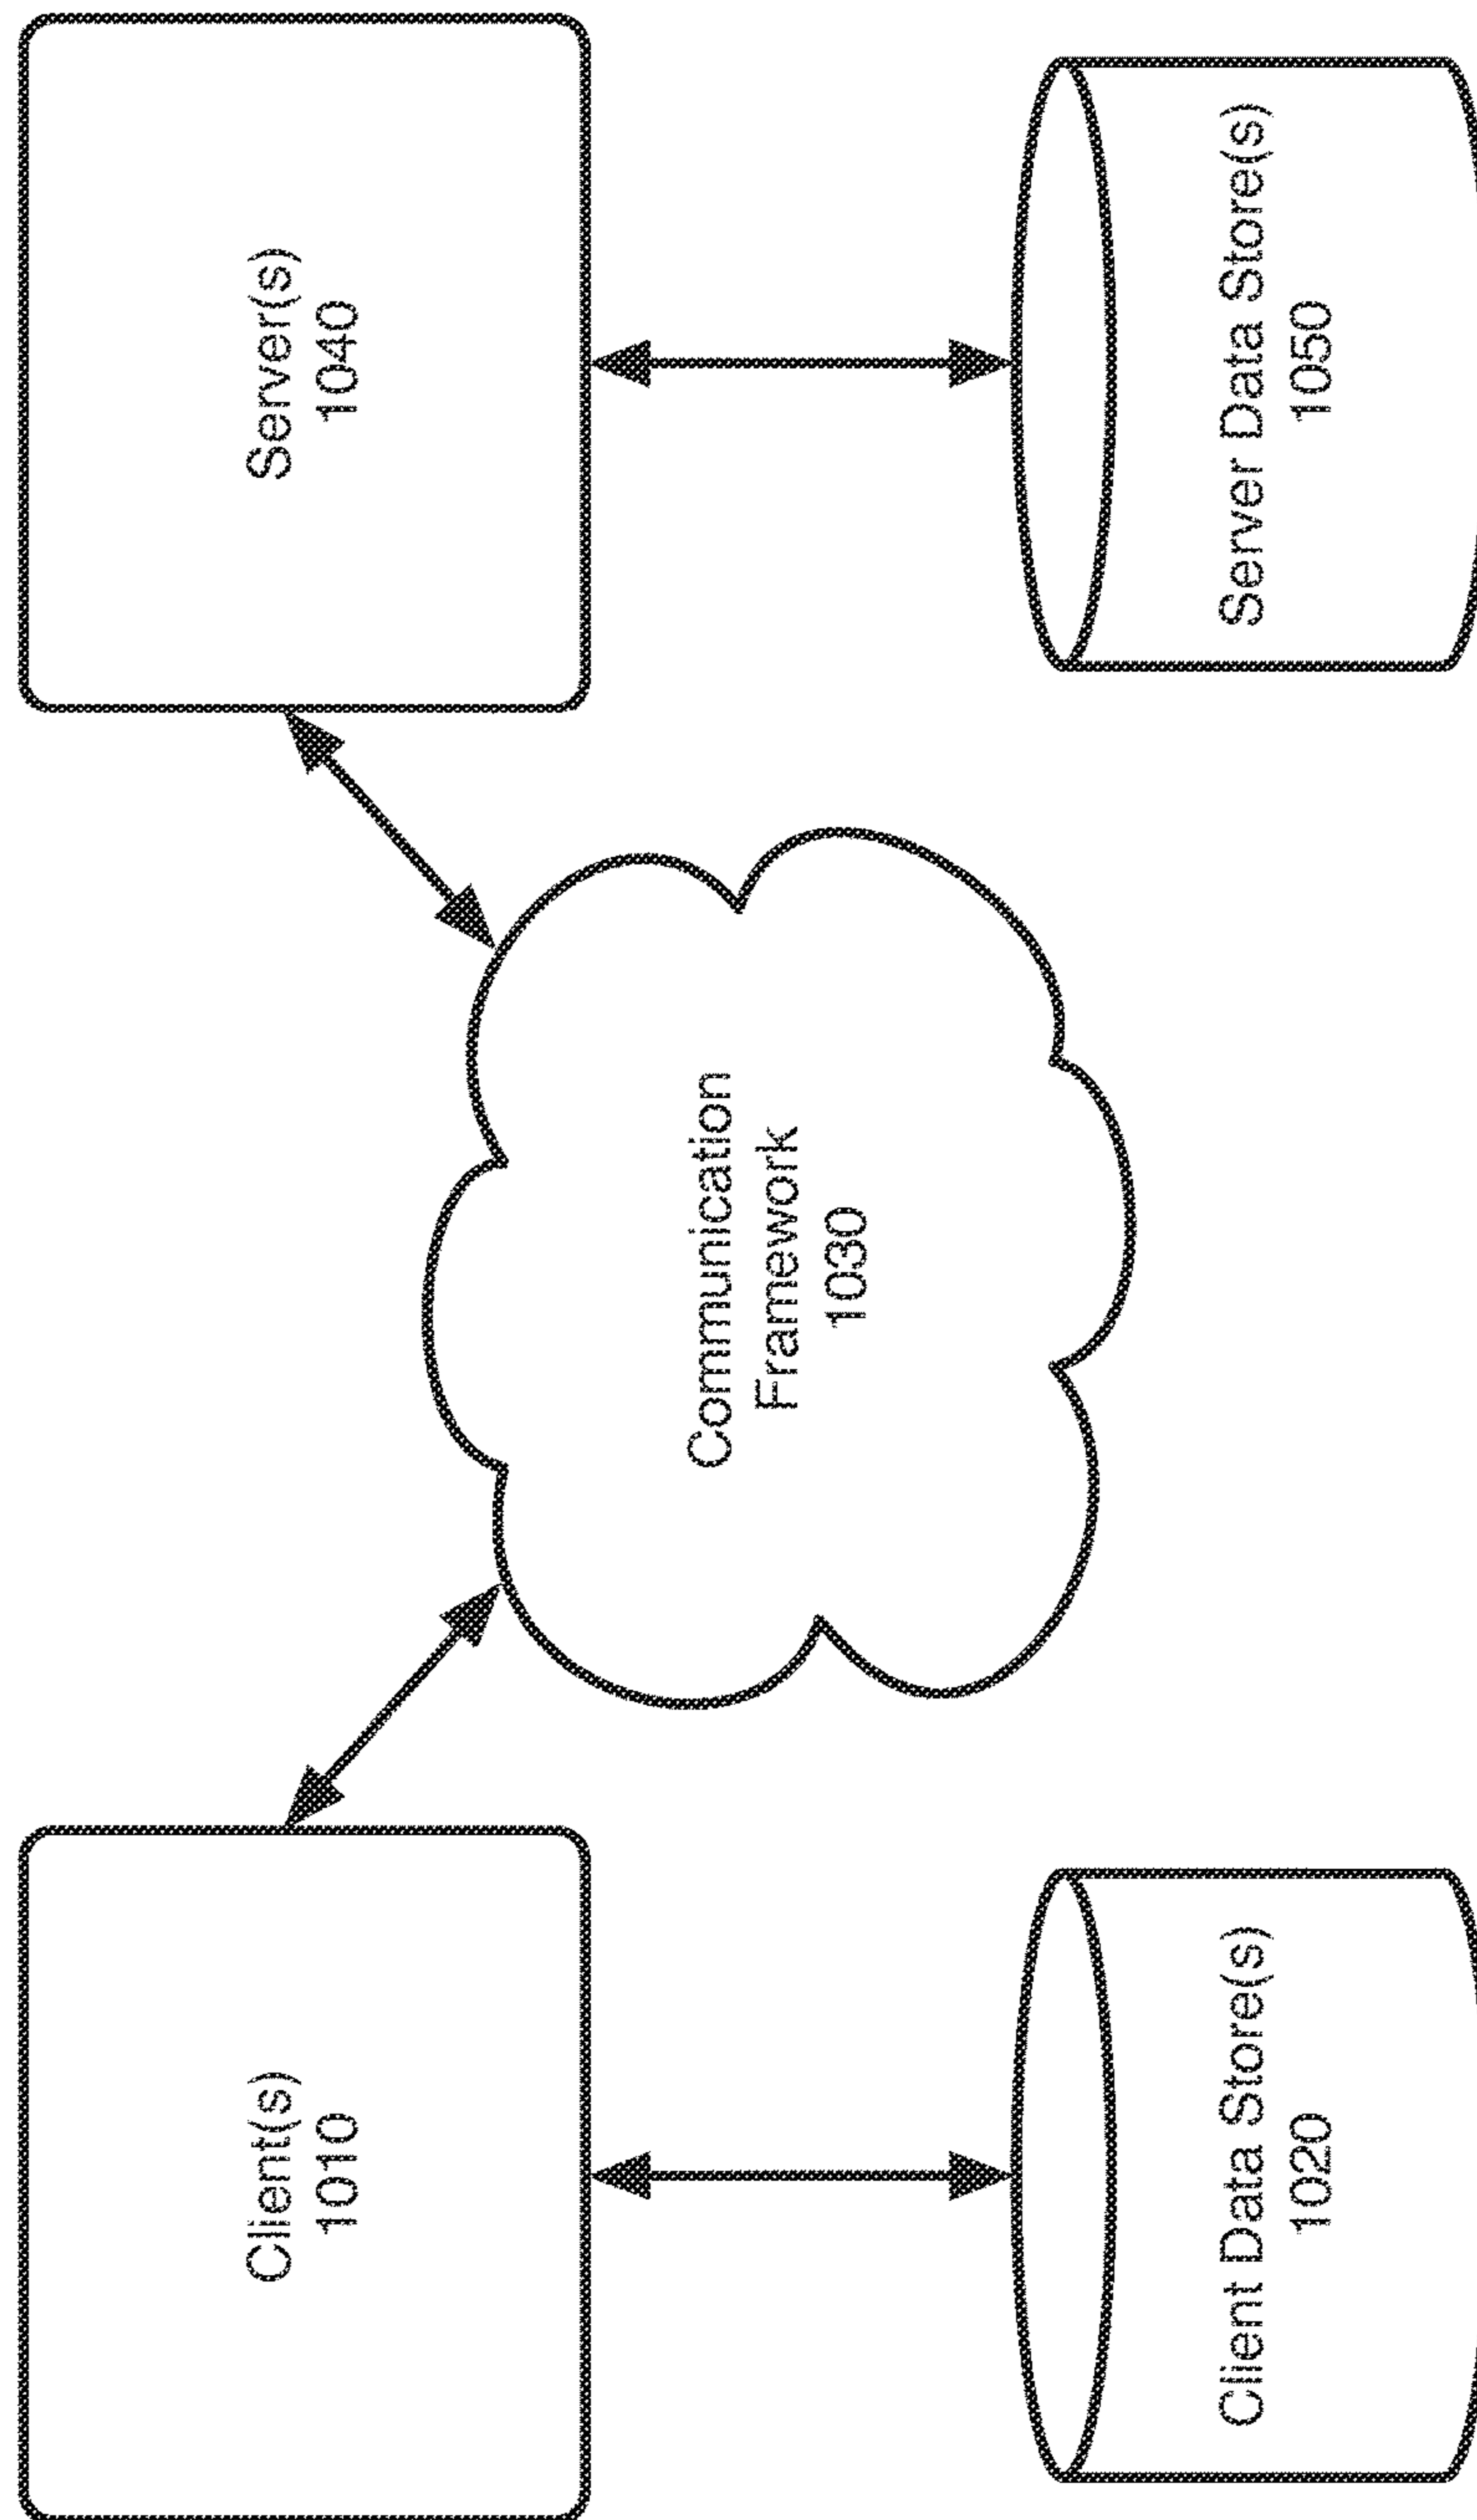 Client(s)
1010
Server(s)
1040
Communication
Framework
1030
Client Data Store(s)
1020
Server Data Store(s)
1050